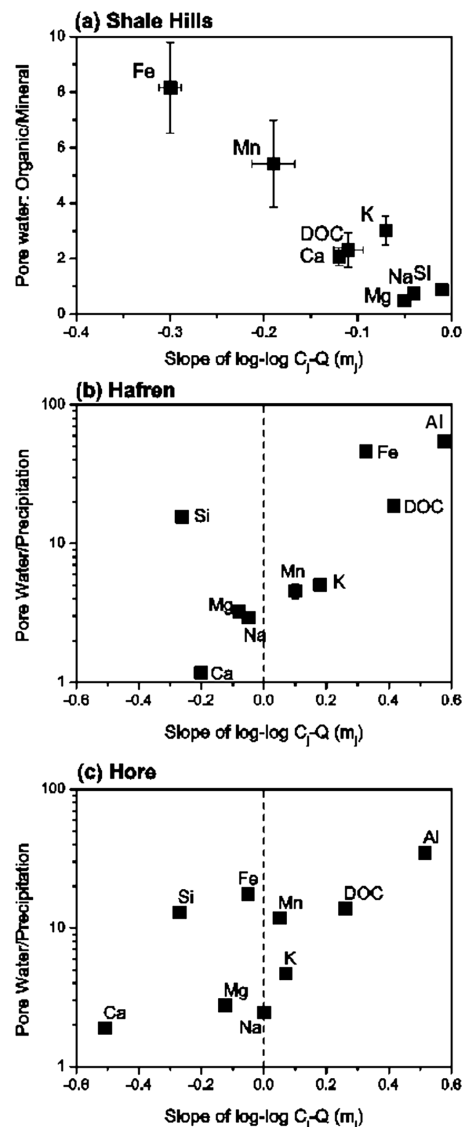 (a) Shale Hills
10
8
6
4
2
0
Pore water: Organic/Mineral
Fe
Mn
K
DOC
Ca
Na SI
Mg
-0.4 -0.3 -0.2 -0.1 0.0
Slope of log-log Cj-Q (mj)
(b) Hafren
100
10
1
Pore Water/Precipitation
Al
Fe
DOC
Si
Mn
K
Mg
Na
Ca
-0.6 -0.4 -0.2 0.0 0.2 0.4 0.6
Slope of log-log Cj-Q (mj)
(c) Hore
100
10
1
Pore Water/Precipitation
Al
Fe
Si
DOC
Mn
K
Mg
Ca
Na
-0.6 -0.4 -0.2 0.0 0.2 0.4 0.6
Slope of log-log Cj-Q (mj)